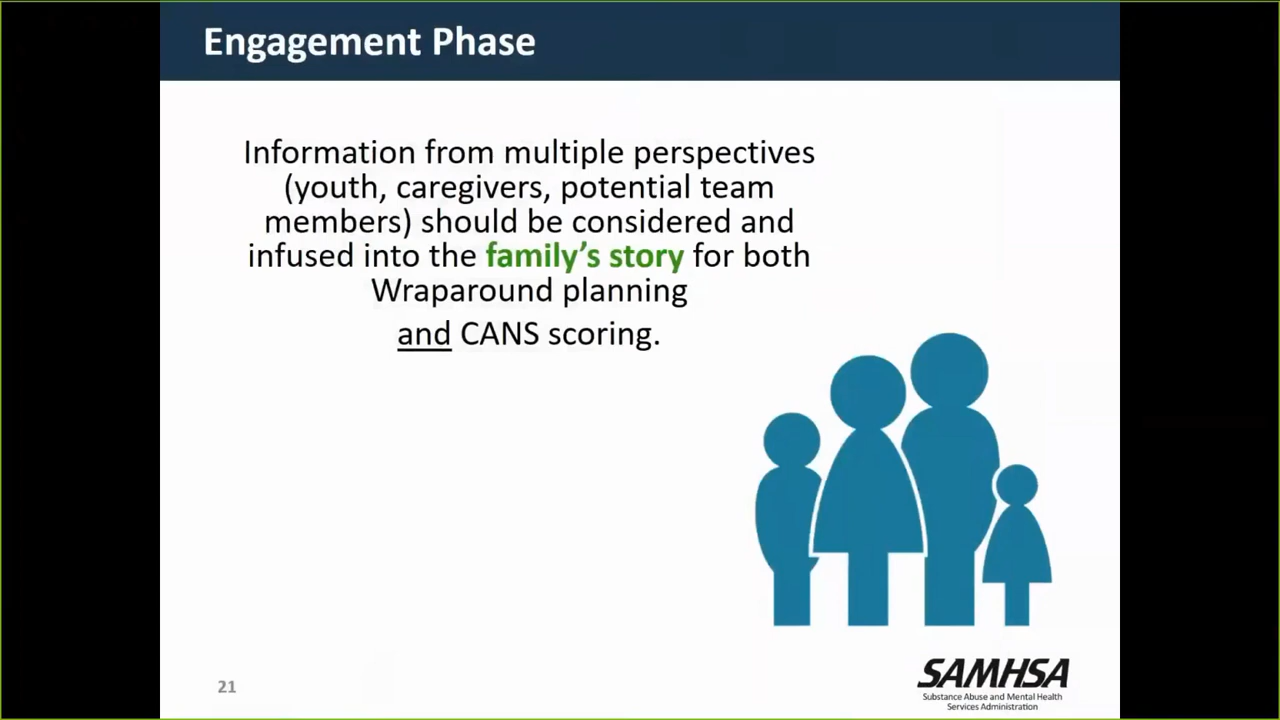 Engagement Phase
Information from multiple perspectives
(youth, caregivers, potential team
members) should be considered and
infused into the family’s story for both
Wraparound planning
and CANS scoring.
21
SAMHSA
Substance Abuse and Mental Health
Services Administration